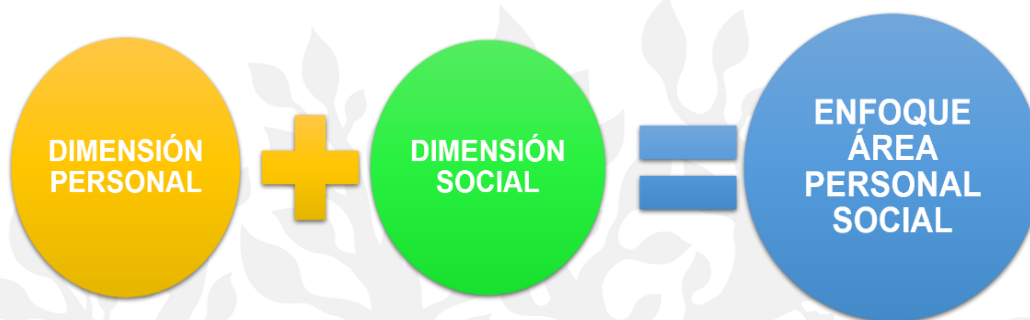 DIMENSIÓN
PERSONAL
DIMENSIÓN
SOCIAL
ENFOQUE
ÁREA
PERSONAL
SOCIAL